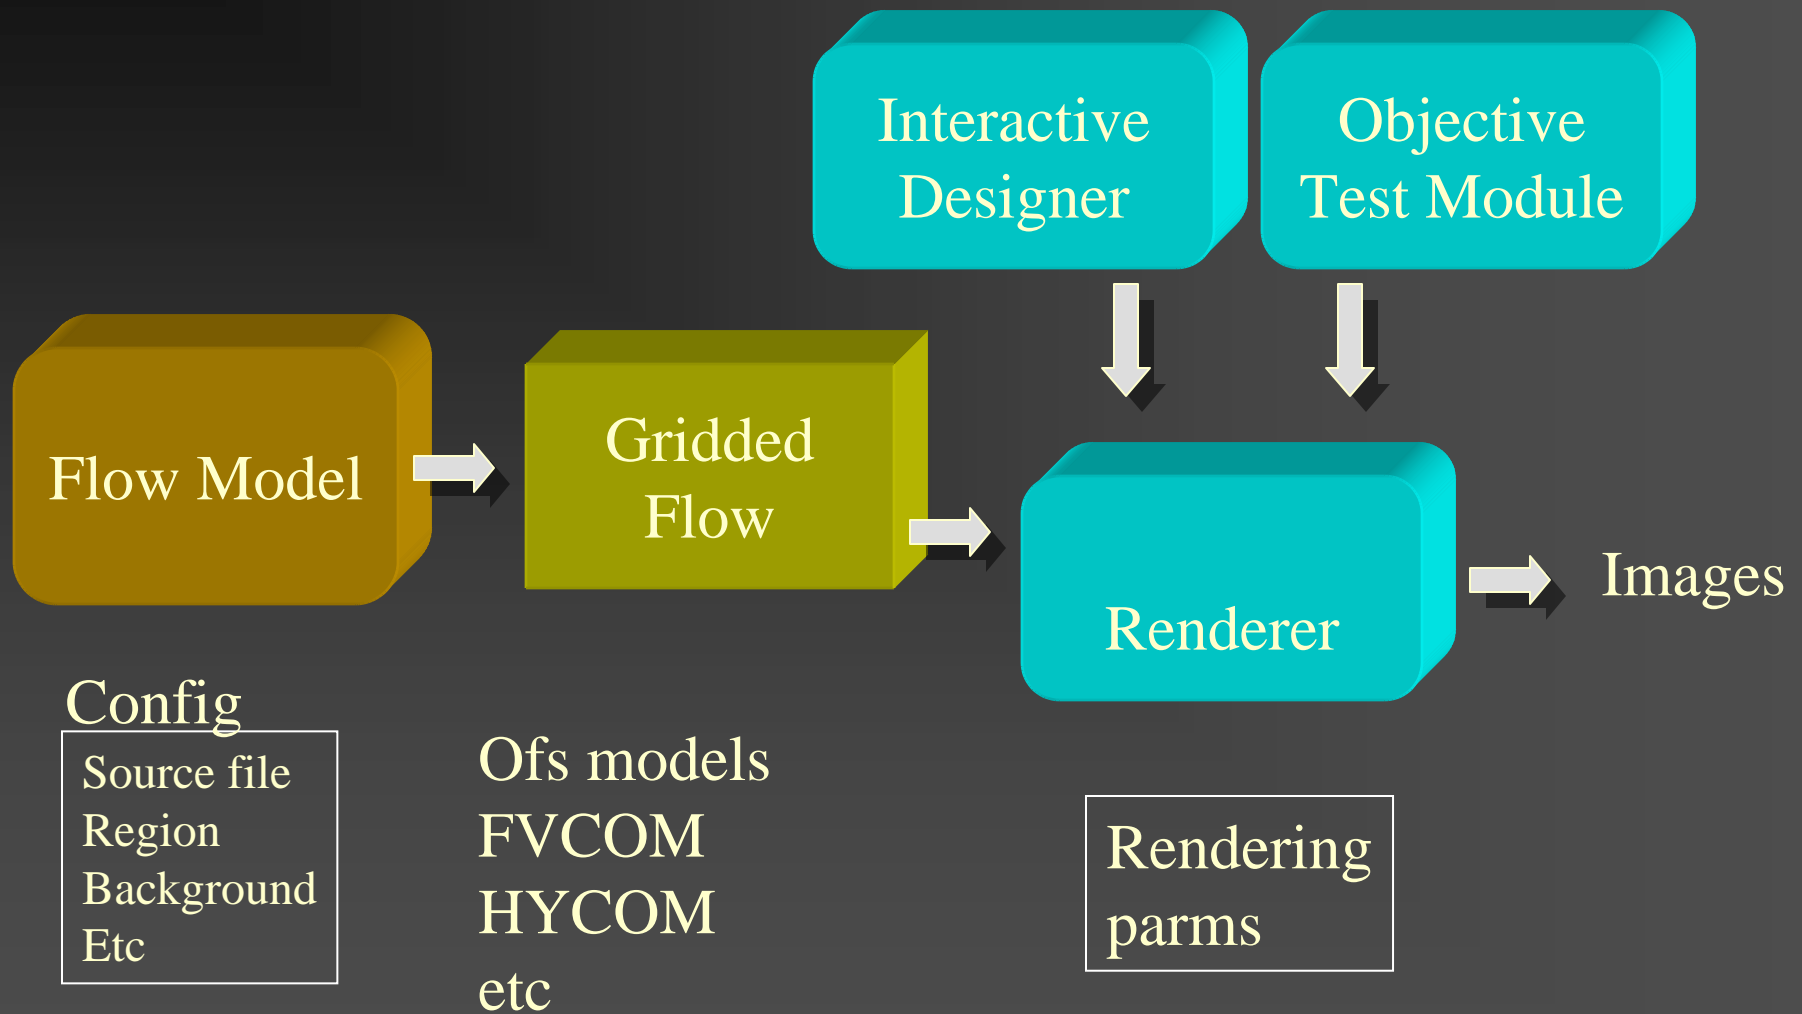 Interactive
Designer
Objective
Test Module
Flow Model
Gridded
Flow
Renderer
Images
Config
Source file
Region
Background
Etc
Ofs models
FVCOM
HYCOM
etc
Rendering
parms